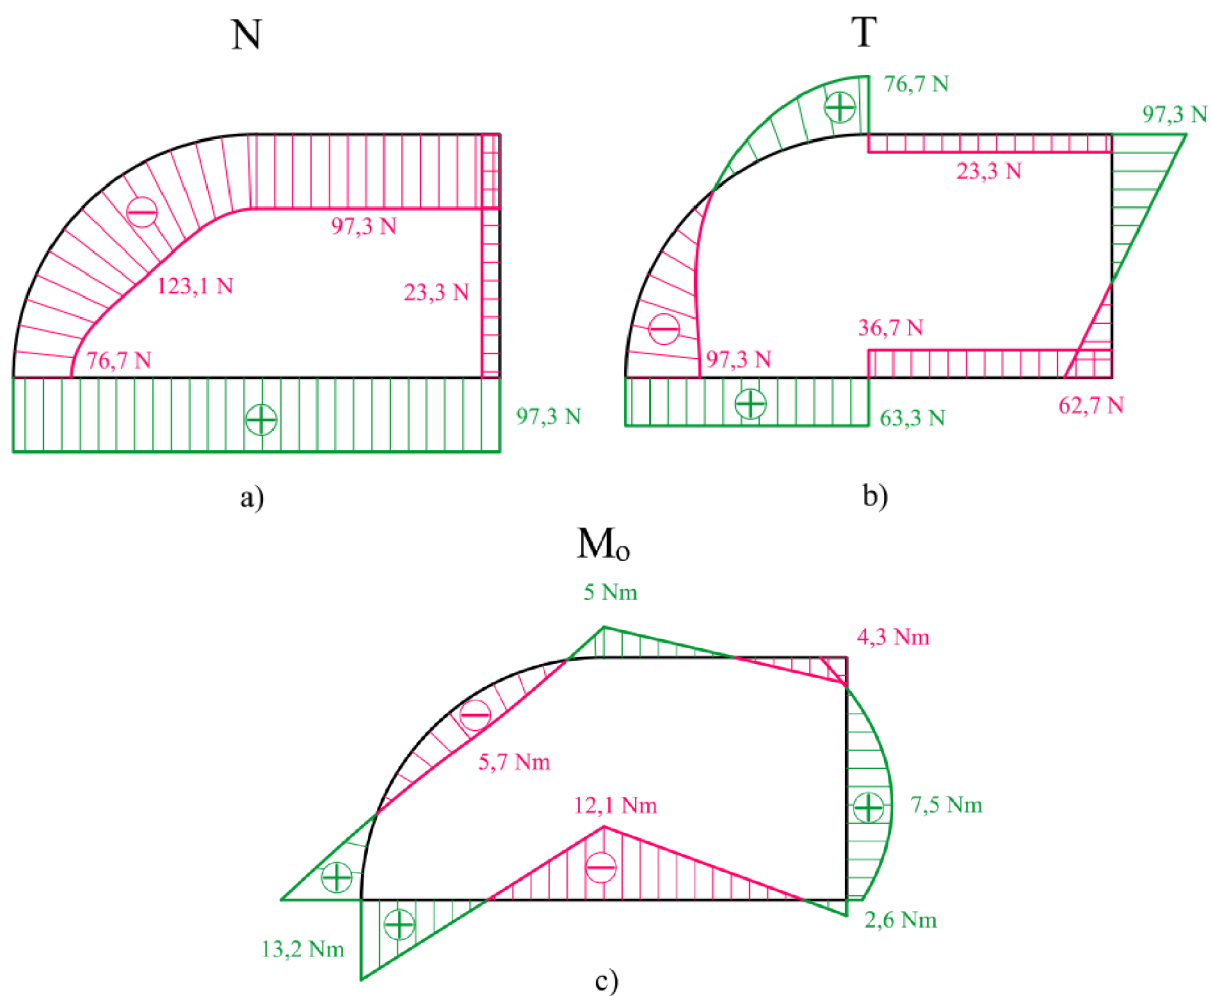 N
T
76,7 N
97,3 N
23,3 N
97,3 N
123,1 N
23,3 N
36,7 N
76,7 N
97,3 N
97,3 N
63,3 N
62,7 N
a)
b)
Mo
5 Nm
4,3 Nm
5,7 Nm
12,1 Nm
7,5 Nm
13,2 Nm
2,6 Nm
c)